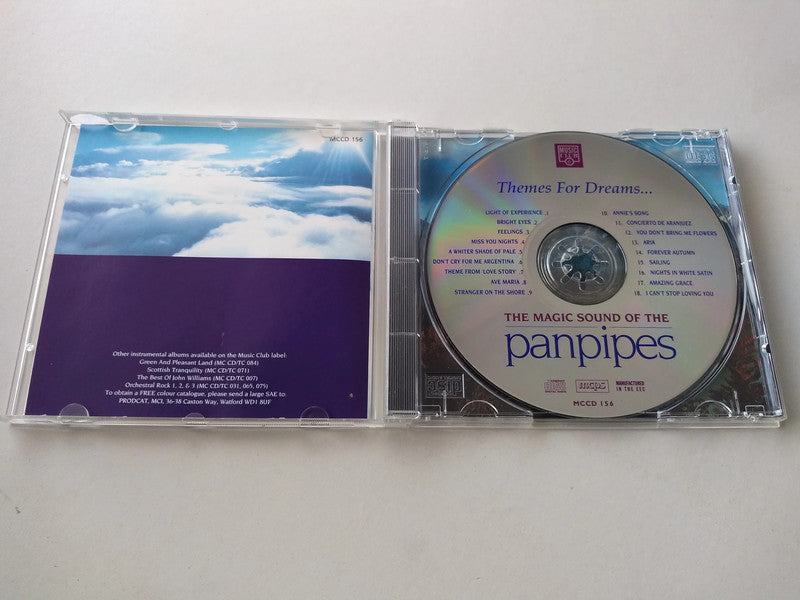 MCCD 156
Other instrumental albums available on the Music Club label:
Green And Pleasant Land (MC CD/TC 084)
Scottish Tranquility (MC CD/TC 071)
The Best Of John Williams (MC CD/TC 007)
Orchestral Rock 1, 2, & 3 (MC CD/TC 031, 065, 075)
To obtain a FREE colour catalogue, please send a large SAE to:
PRODCAT, MCI, 36-38 Caxton Way, Watford WD1 8UF
MUSIC
CLUB
Themes For Dreams...
LIGHT OF EXPERIENCE .1
BRIGHT EYES .2
FEELINGS .3
MISS YOU NIGHTS .4
A WHITER SHADE OF PALE .5
DON'T CRY FOR ME ARGENTINA .6
THEME FROM 'LOVE STORY' .7
AVE MARIA .8
STRANGER ON THE SHORE .9
10. ANNIE'S SONG
11. CONCIERTO DE ARANJUEZ
12. YOU DON'T BRING ME FLOWERS
13. ARIA
14. FOREVER AUTUMN
15. SAILING
16. NIGHTS IN WHITE SATIN
17. AMAZING GRACE
18. I CAN'T STOP LOVING YOU
THE MAGIC SOUND OF THE
panpipes
mcps
MANUFACTURED
IN THE EEC
MCCD 156